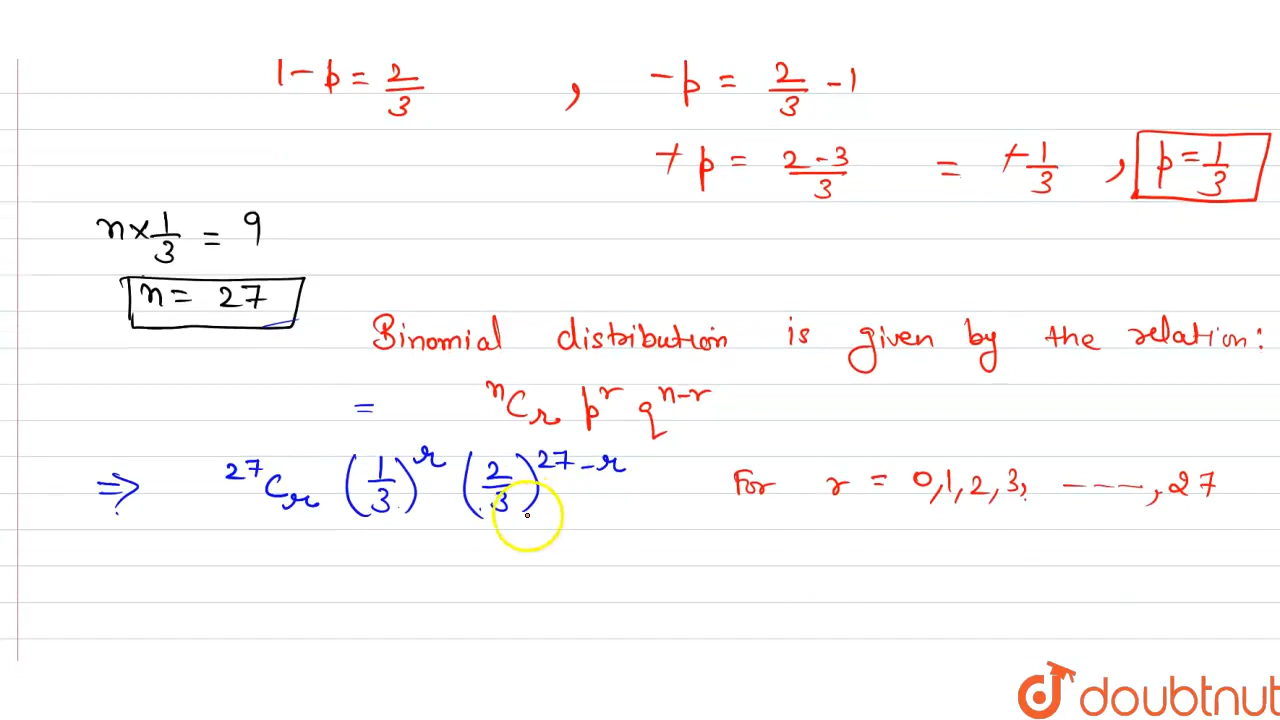 1 - p = 2/3 , -p = 2/3 - 1
+ p = (2-3)/3 = +1/3 , p = 1/3
n × 1/3 = 9
n = 27
Binomial distribution is given by the relation:
= ⁿCr pʳ qⁿ⁻ʳ
⇒ ²⁷Cr (1/3)ʳ (2/3)²⁷⁻ʳ For r = 0,1,2,3, ----, 27
doubtnut